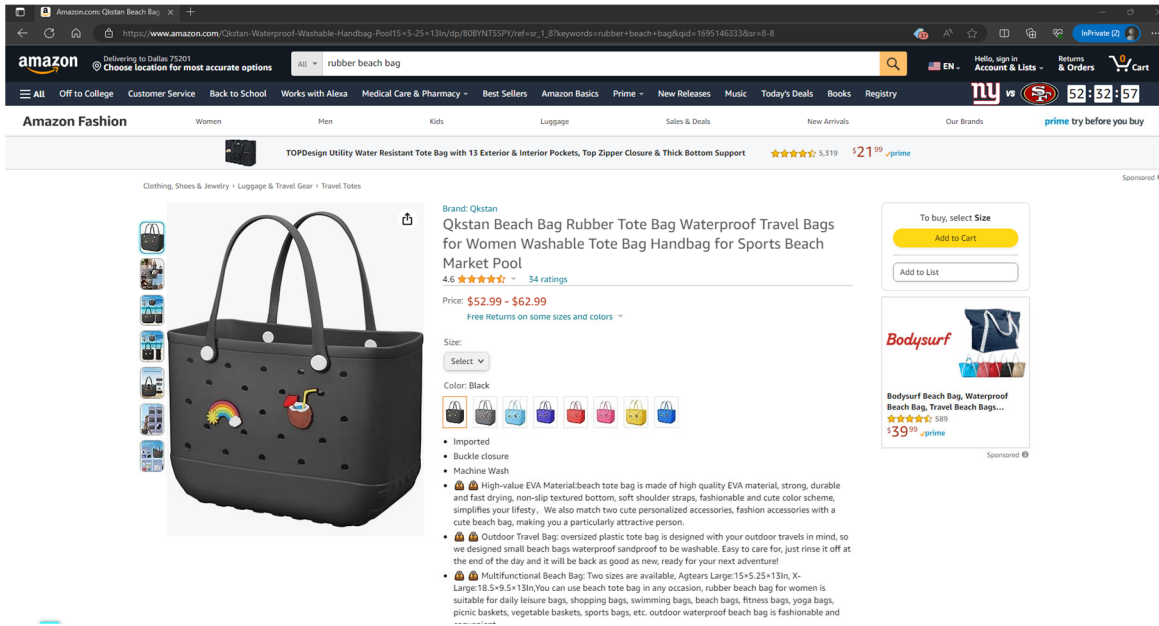 Amazon.com: Qkstan Beach Bag
https://www.amazon.com/Qkstan-Waterproof-Washable-Handbag-Pool15×5-25×13In/dp/B0BYNT5SPY/ref=sr_1_8?keywords=rubber+beach+bag&qid=1695146333&sr=8-8
InPrivate (2)
amazon
Delivering to Dallas 75201
Choose location for most accurate options
All
rubber beach bag
EN
Hello, sign in
Account & Lists
Returns
& Orders
0
Cart
All
Off to College
Customer Service
Back to School
Works with Alexa
Medical Care & Pharmacy
Best Sellers
Amazon Basics
Prime
New Releases
Music
Today's Deals
Books
Registry
ny
VS
SF
52:32:57
Amazon Fashion
Women
Men
Kids
Luggage
Sales & Deals
New Arrivals
Our Brands
prime try before you buy
TOPDesign Utility Water Resistant Tote Bag with 13 Exterior & Interior Pockets, Top Zipper Closure & Thick Bottom Support
5,319
$21 99
prime
Sponsored
Clothing, Shoes & Jewelry › Luggage & Travel Gear › Travel Totes
Brand: Qkstan
Qkstan Beach Bag Rubber Tote Bag Waterproof Travel Bags
for Women Washable Tote Bag Handbag for Sports Beach
Market Pool
4.6
34 ratings
Price: $52.99 - $62.99
Free Returns on some sizes and colors
Size:
Select
Color: Black
• Imported
• Buckle closure
• Machine Wash
• High-value EVA Material:beach tote bag is made of high quality EVA material, strong, durable
and fast drying, non-slip textured bottom, soft shoulder straps, fashionable and cute color scheme,
simplifies your lifesty，We also match two cute personalized accessories, fashion accessories with a
cute beach bag, making you a particularly attractive person.
• Outdoor Travel Bag: oversized plastic tote bag is designed with your outdoor travels in mind, so
we designed small beach bags waterproof sandproof to be washable. Easy to care for, just rinse it off at
the end of the day and it will be back as good as new, ready for your next adventure!
• Multifunctional Beach Bag: Two sizes are available, Agtears Large:15×5.25×13In, X-
Large:18.5×9.5×13In,You can use beach tote bag in any occasion, rubber beach bag for women is
suitable for daily leisure bags, shopping bags, swimming bags, beach bags, fitness bags, yoga bags,
picnic baskets, vegetable baskets, sports bags, etc. outdoor waterproof beach bag is fashionable and
To buy, select Size
Add to Cart
Add to List
Bodysurf
Bodysurf Beach Bag, Waterproof
Beach Bag, Travel Beach Bags...
589
$39 99
prime
Sponsored